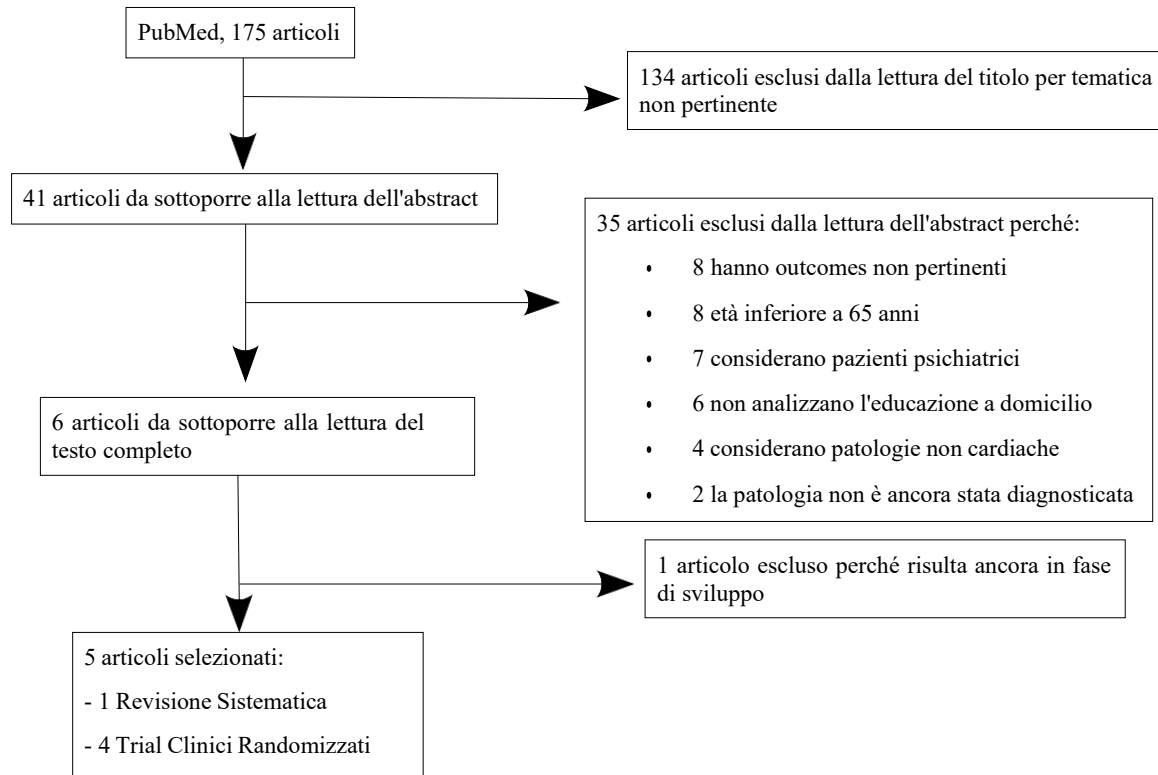 PubMed, 175 articoli
134 articoli esclusi dalla lettura del titolo per tematica
non pertinente
41 articoli da sottoporre alla lettura dell'abstract
35 articoli esclusi dalla lettura dell'abstract perché:
• 8 hanno outcomes non pertinenti
• 8 età inferiore a 65 anni
• 7 considerano pazienti psichiatrici
• 6 non analizzano l'educazione a domicilio
• 4 considerano patologie non cardiache
• 2 la patologia non è ancora stata diagnosticata
6 articoli da sottoporre alla lettura del
testo completo
1 articolo escluso perché risulta ancora in fase
di sviluppo
5 articoli selezionati:
- 1 Revisione Sistematica
- 4 Trial Clinici Randomizzati